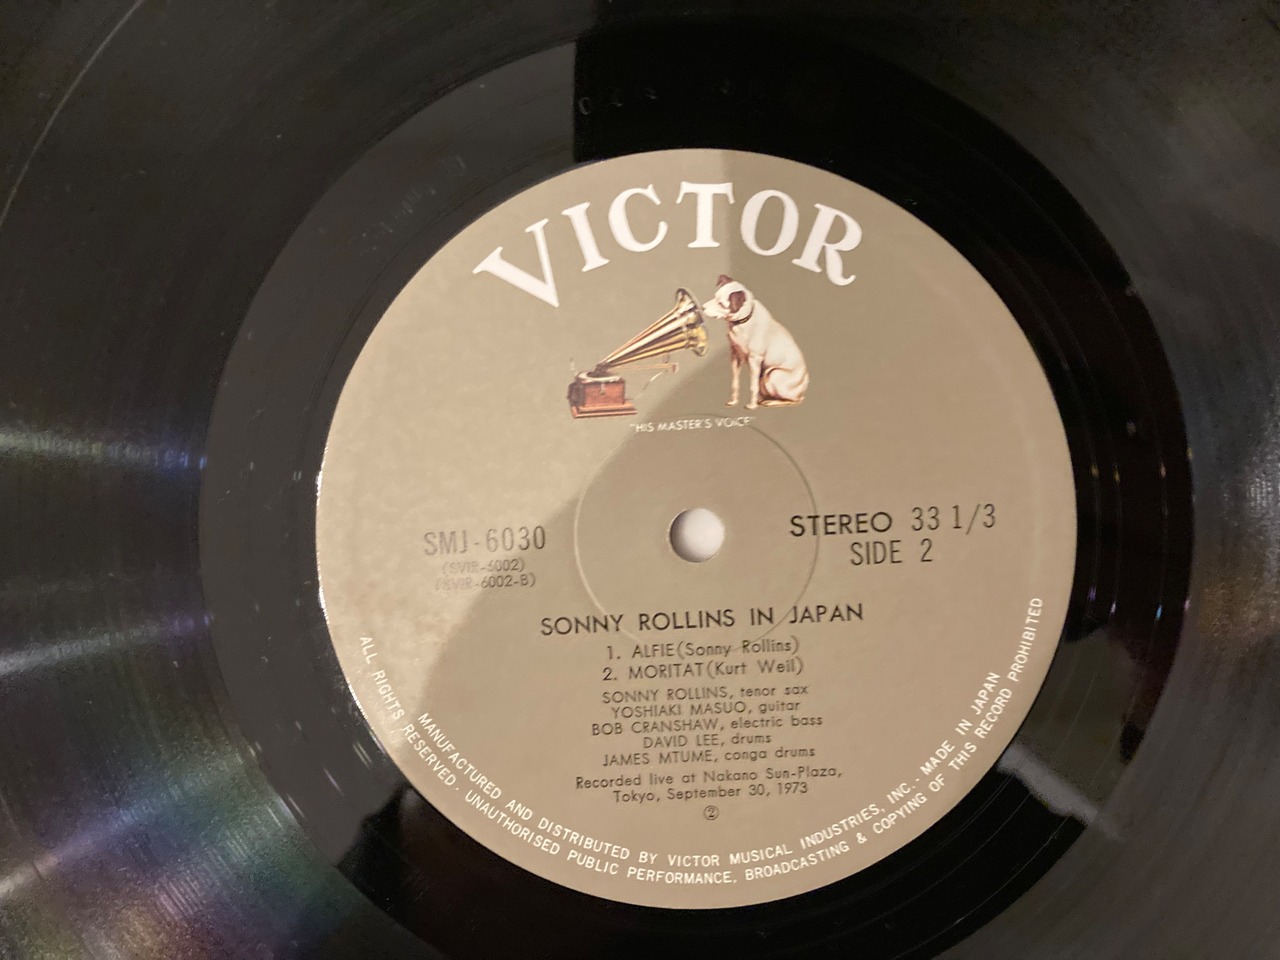 VICTOR
"HIS MASTER'S VOICE"
SMJ-6030
(SVIR-6002)
(SVIR-6002-B)
STEREO 33 1/3
SIDE 2
SONNY ROLLINS IN JAPAN
1. ALFIE(Sonny Rollins)
2. MORITAT(Kurt Weil)
SONNY ROLLINS, tenor sax
YOSHIAKI MASUO, guitar
BOB CRANSHAW, electric bass
DAVID LEE, drums
JAMES MTUME, conga drums
Recorded live at Nakano Sun-Plaza,
Tokyo, September 30, 1973
②
MANUFACTURED AND DISTRIBUTED BY VICTOR MUSICAL INDUSTRIES, INC. · MADE IN JAPAN
ALL RIGHTS RESERVED · UNAUTHORISED PUBLIC PERFORMANCE, BROADCASTING & COPYING OF THIS RECORD PROHIBITED